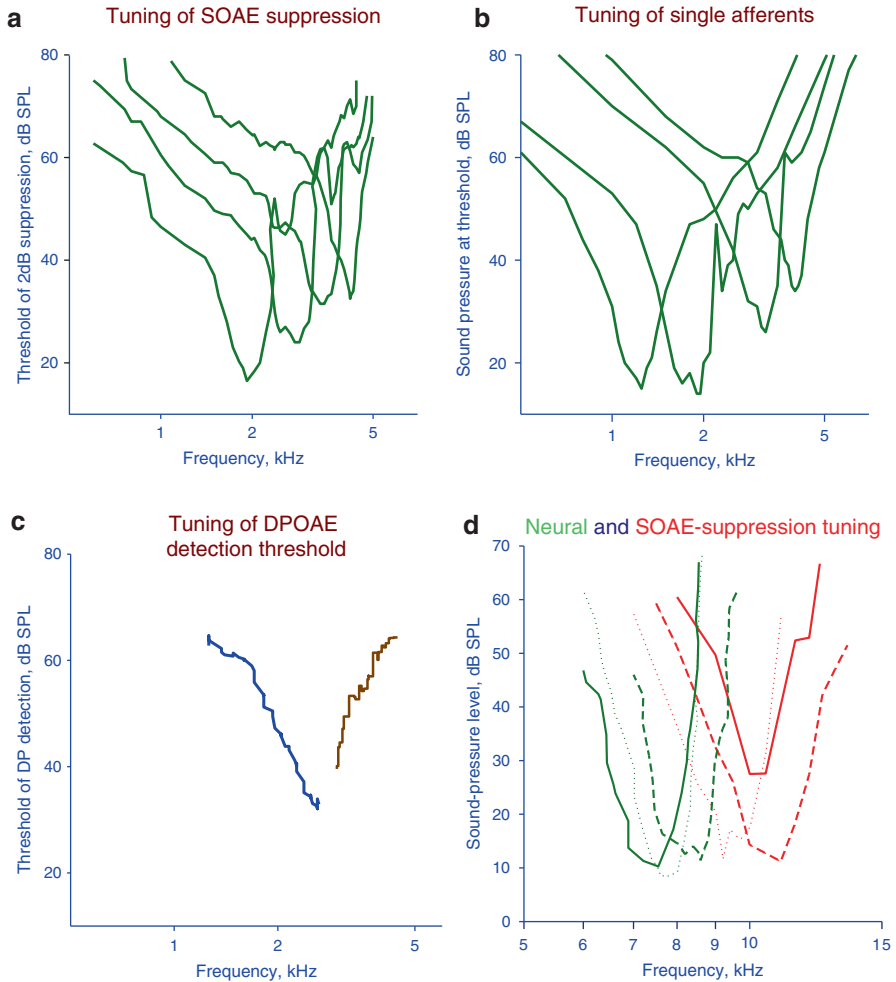 a
Tuning of SOAE suppression
80
60
40
20
Threshold of 2dB suppression, dB SPL
1
2
5
Frequency, kHz
b
Tuning of single afferents
80
60
40
20
Sound pressure at threshold, dB SPL
1
2
5
Frequency, kHz
c
Tuning of DPOAE
detection threshold
80
60
40
20
Threshold of DP detection, dB SPL
1
2
5
Frequency, kHz
d
Neural and SOAE-suppression tuning
70
60
50
40
30
20
10
0
Sound-pressure level, dB SPL
5
6
7
8
9
10
15
Frequency, kHz